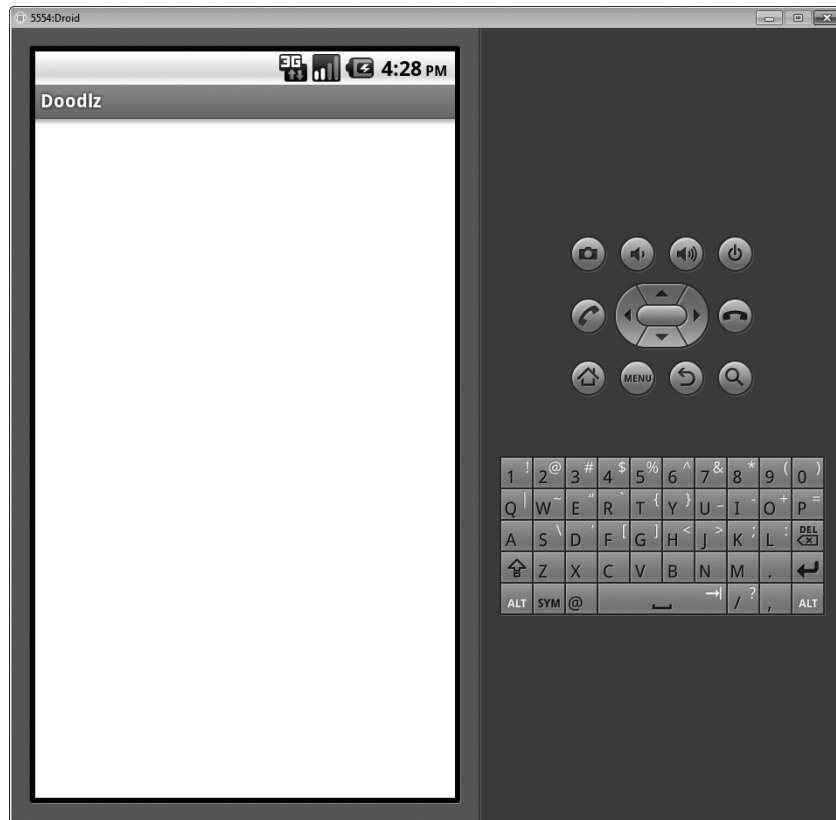 5554:Droid
3G 4:28 PM
Doodlz
MENU
1 ! 2 @ 3 # 4 $ 5 % 6 ^ 7 & 8 * 9 ( 0 )
Q | W ~ E " R ` T { Y } U _ I - O + P =
A S \ D ' F [ G ] H < J > K ; L : DEL
Z X C V B N M .
ALT SYM @ / ? , ALT